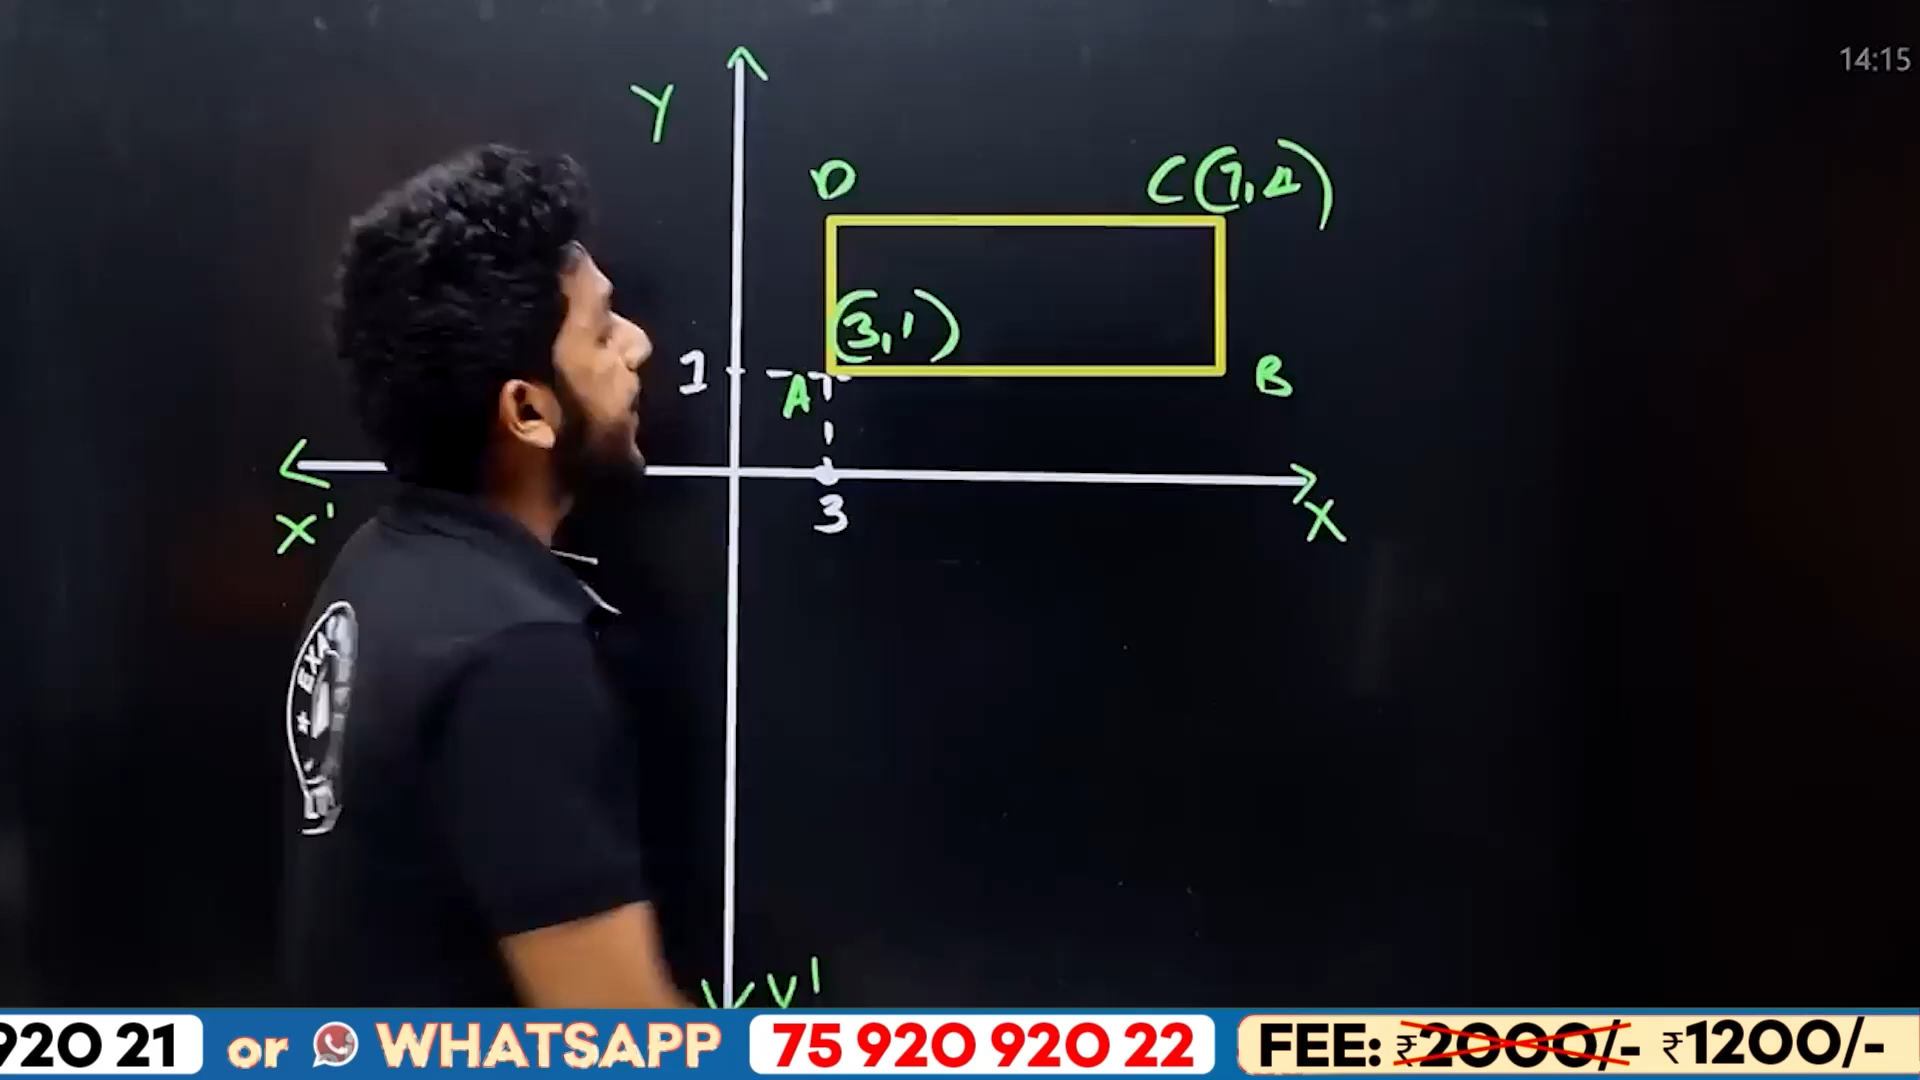 14:15
Y
D
C(7,4)
(3,1)
1
A
B
3
X'
X
EXA
920 21 or WHATSAPP 75 920 920 22 FEE: ₹2000/- ₹1200/-